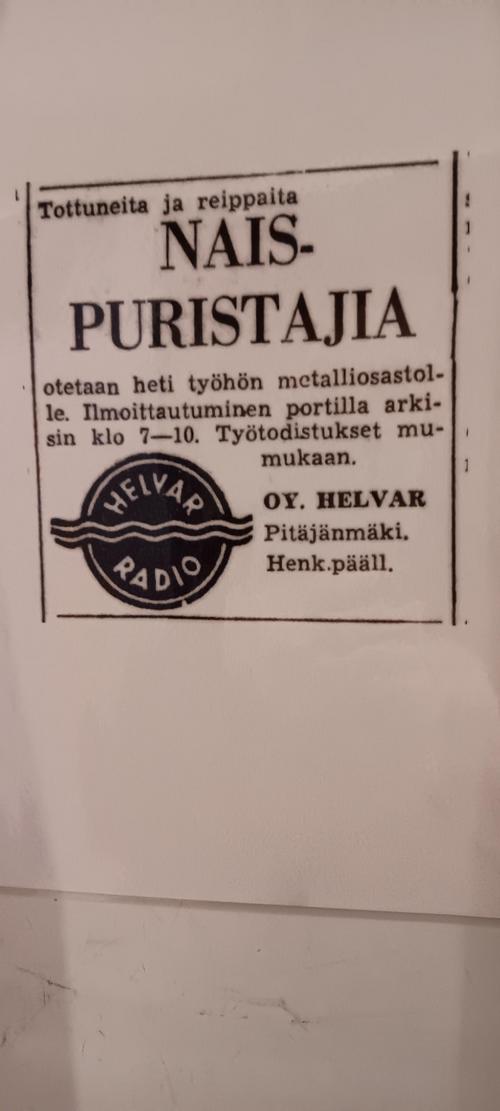 Tottuneita ja reippaita
NAIS-
PURISTAJIA
otetaan heti työhön metalliosastol-
le. Ilmoittautuminen portilla arki-
sin klo 7—10. Työtodistukset mu-
mukaan.
HELVAR
RADIO
OY. HELVAR
Pitäjänmäki.
Henk.pääll.